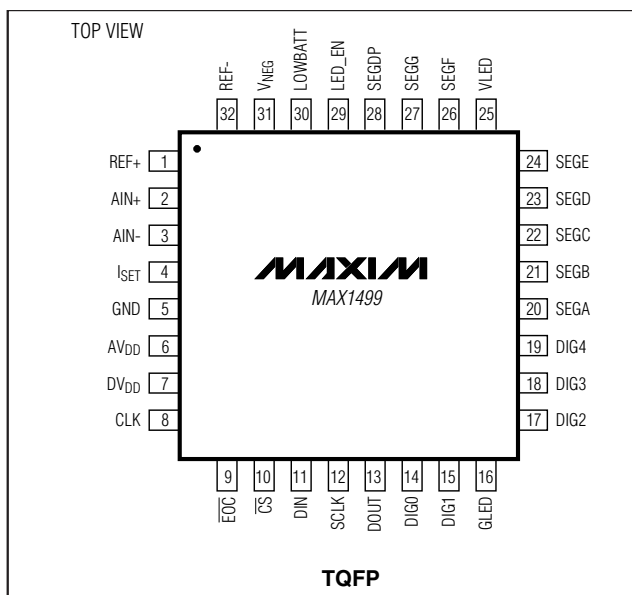 TOP VIEW
REF-
VNEG
LOWBATT
LED_EN
SEGDP
SEGG
SEGF
VLED
32 31 30 29 28 27 26 25
REF+ 1
AIN+ 2
AIN- 3
ISET 4
GND 5
AVDD 6
DVDD 7
CLK 8
MAXIM
MAX1499
24 SEGE
23 SEGD
22 SEGC
21 SEGB
20 SEGA
19 DIG4
18 DIG3
17 DIG2
9 10 11 12 13 14 15 16
E̅O̅C̅
C̅S̅
DIN
SCLK
DOUT
DIG0
DIG1
GLED
TQFP